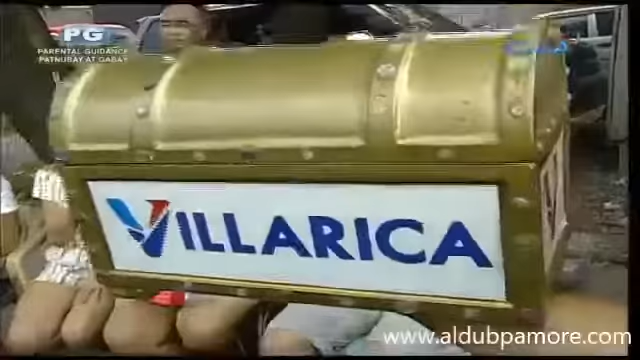 PG
PARENTAL GUIDANCE
PATNUBAY AT GABAY
VILLARICA
www.aldubpamore.com